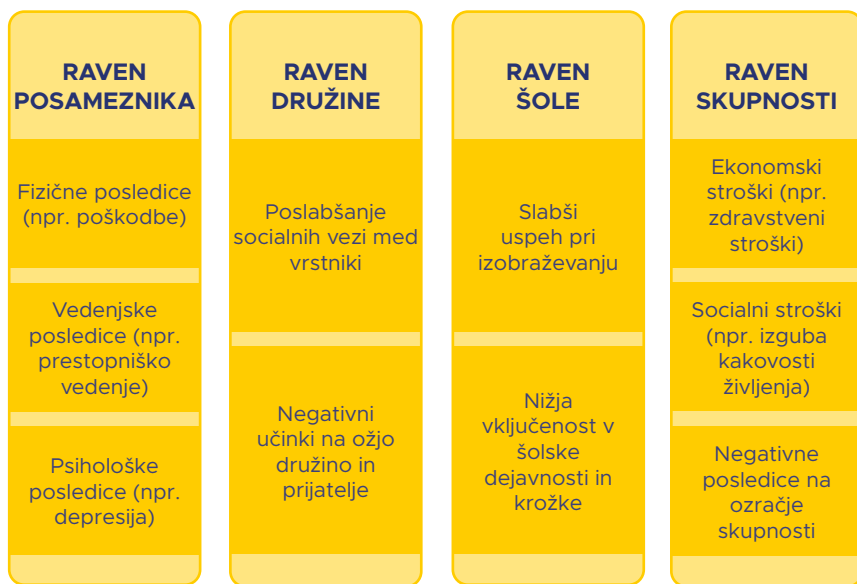 RAVEN
POSAMEZNIKA
Fizične posledice
(npr. poškodbe)
Vedenjske
posledice (npr.
prestopniško
vedenje)
Psihološke
posledice (npr.
depresija)
RAVEN
DRUŽINE
Poslabšanje
socialnih vezi med
vrstniki
Negativni
učinki na ožjo
družino in
prijatelje
RAVEN
ŠOLE
Slabši
uspeh pri
izobraževanju
Nižja
vključenost v
šolske
dejavnosti in
krožke
RAVEN
SKUPNOSTI
Ekonomski
stroški (npr.
zdravstveni
stroški)
Socialni stroški
(npr. izguba
kakovosti
življenja)
Negativne
posledice na
ozračje
skupnosti